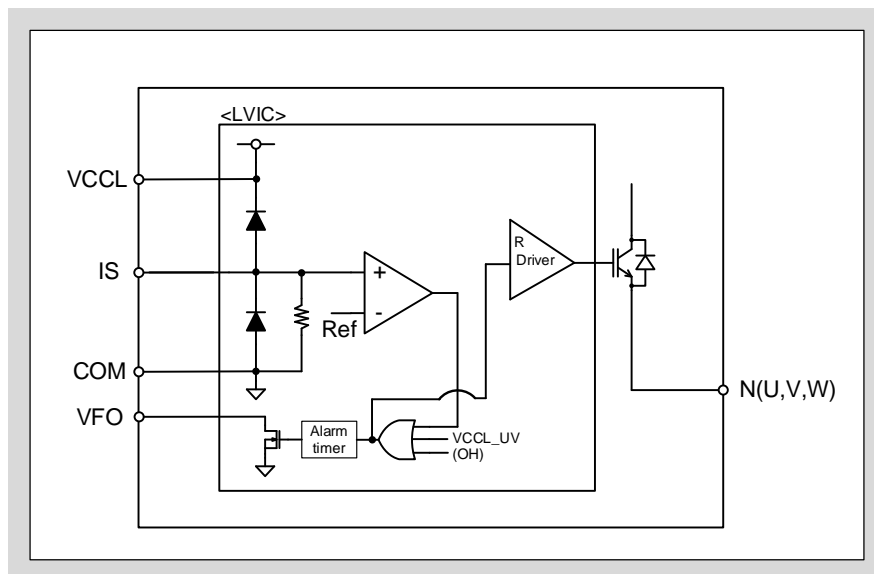 <LVIC>
VCCL
IS
COM
VFO
+
-
Ref
R
Driver
N(U,V,W)
Alarm
timer
VCCL_UV
(OH)